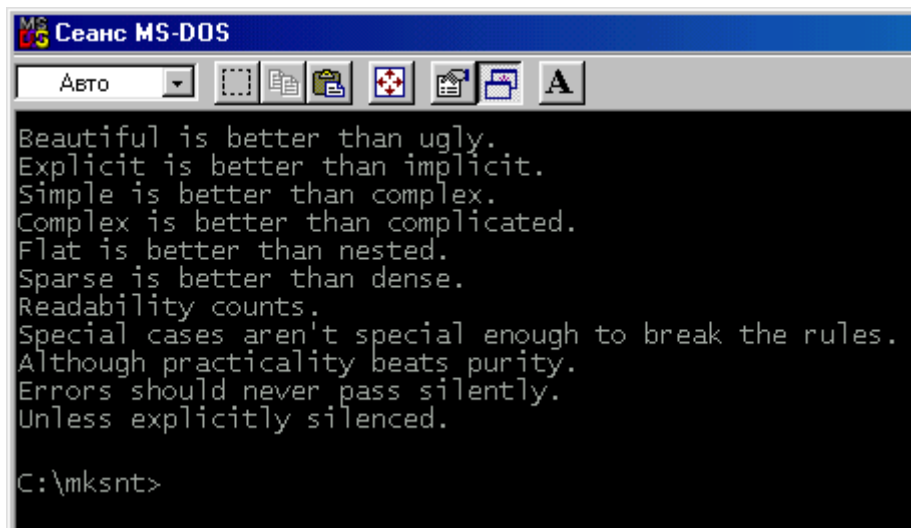 Сеанс MS-DOS
Авто
A
Beautiful is better than ugly.
Explicit is better than implicit.
Simple is better than complex.
Complex is better than complicated.
Flat is better than nested.
Sparse is better than dense.
Readability counts.
Special cases aren't special enough to break the rules.
Although practicality beats purity.
Errors should never pass silently.
Unless explicitly silenced.
C:\mksnt>